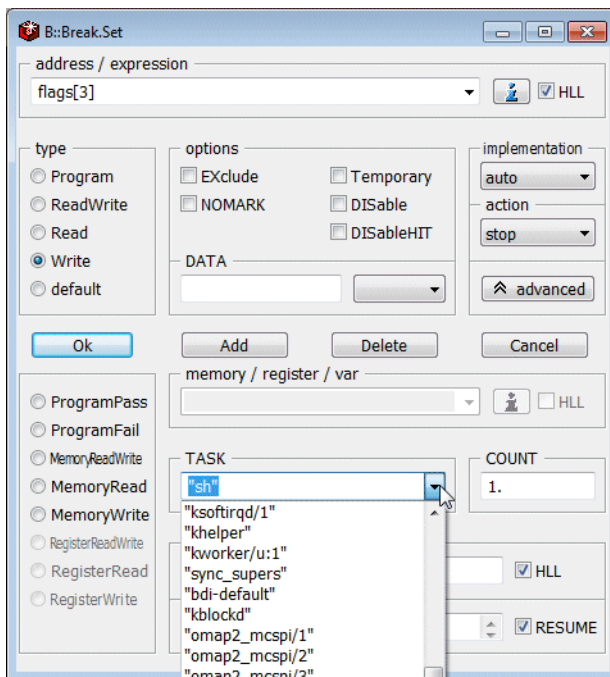 B::Break.Set
address / expression
flags[3]
i HLL
type
Program
ReadWrite
Read
Write
default
options
EXclude
Temporary
NOMARK
DISable
DISableHIT
DATA
implementation
auto
action
stop
advanced
Ok
Add
Delete
Cancel
ProgramPass
ProgramFail
MemoryReadWrite
MemoryRead
MemoryWrite
RegisterReadWrite
RegisterRead
RegisterWrite
memory / register / var
i HLL
TASK
"sh"
"ksoftirqd/1"
"khelper"
"kworker/u:1"
"sync_supers"
"bdi-default"
"kblockd"
"omap2_mcspi/1"
"omap2_mcspi/2"
"omap2_mcspi/3"
COUNT
1.
HLL
RESUME